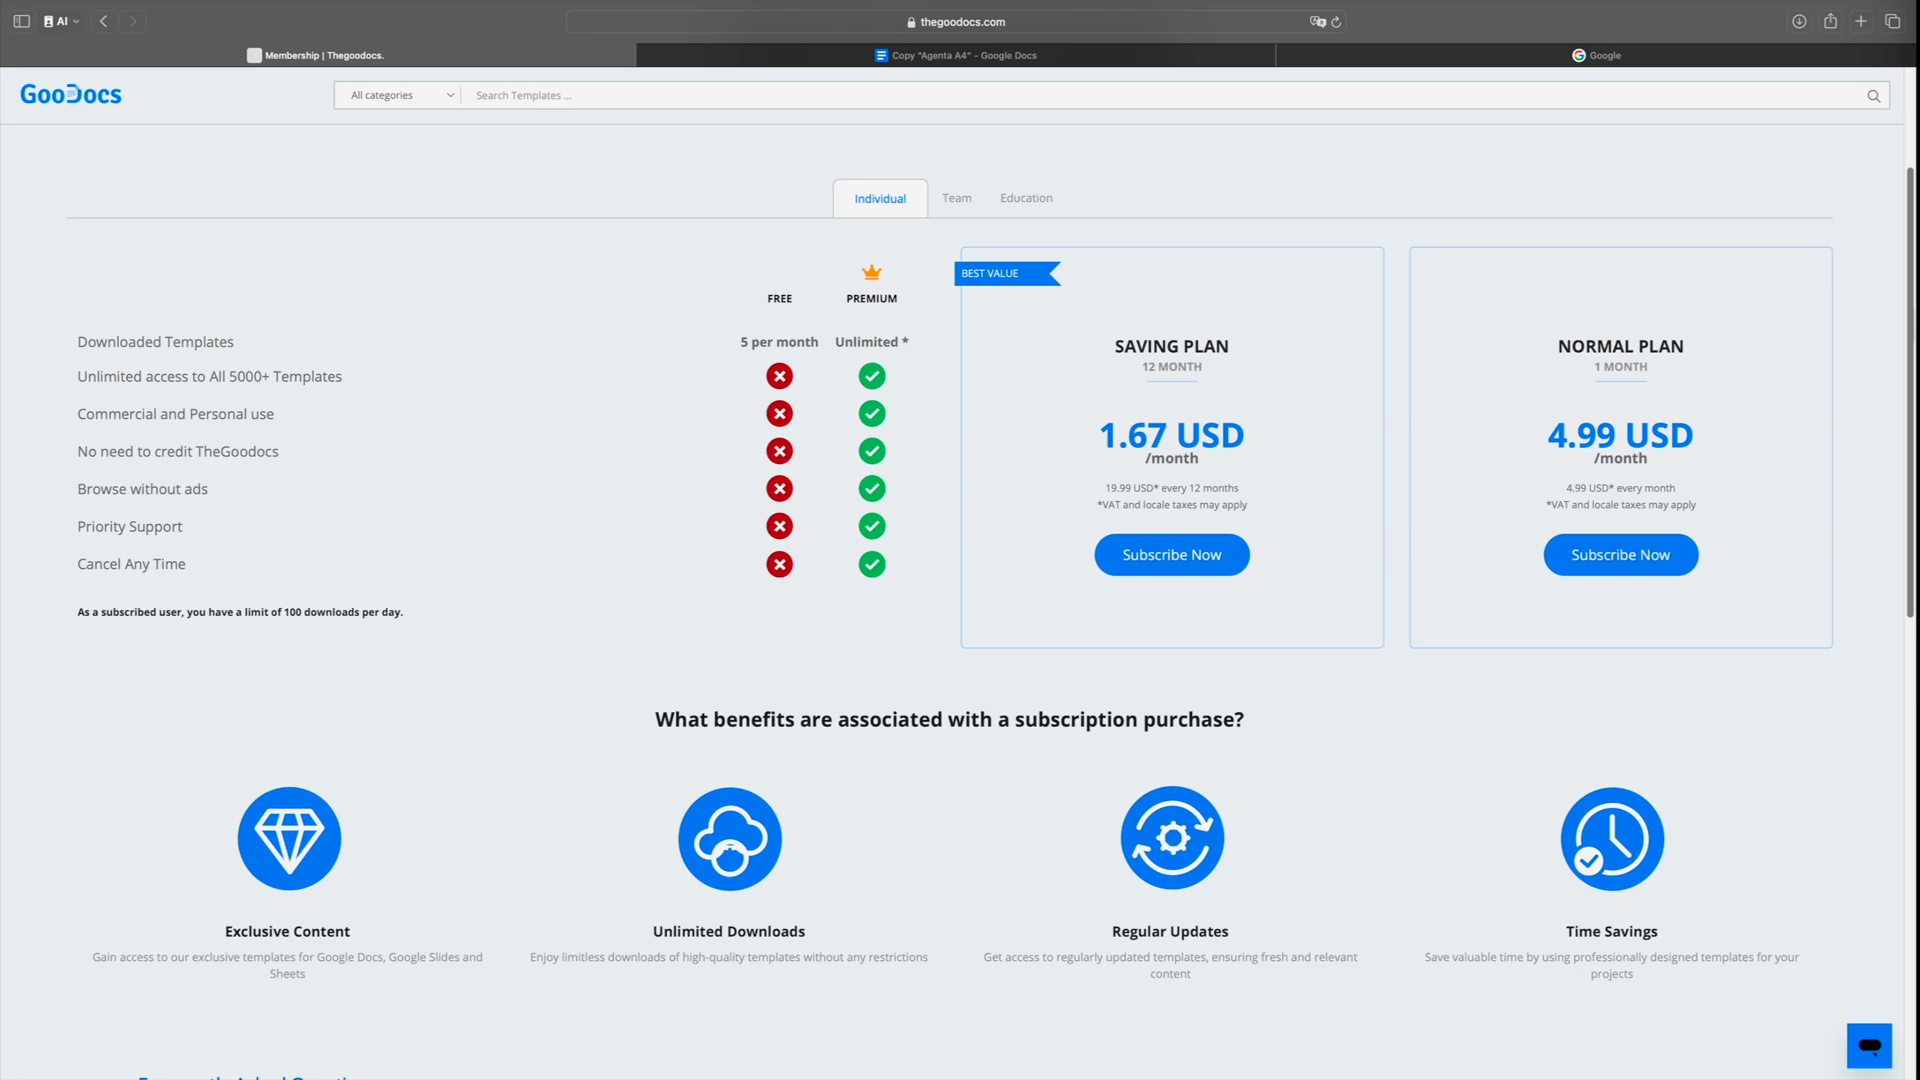 AI
thegoodocs.com
Membership | Thegoodocs.
Copy "Agenta A4" - Google Docs
Google
GooDocs
All categories
Search Templates ...
Individual
Team
Education
BEST VALUE
FREE
PREMIUM
Downloaded Templates
5 per month
Unlimited *
Unlimited access to All 5000+ Templates
Commercial and Personal use
No need to credit TheGoodocs
Browse without ads
Priority Support
Cancel Any Time
As a subscribed user, you have a limit of 100 downloads per day.
SAVING PLAN
12 MONTH
1.67 USD
/month
19.99 USD* every 12 months
*VAT and locale taxes may apply
Subscribe Now
NORMAL PLAN
1 MONTH
4.99 USD
/month
4.99 USD* every month
*VAT and locale taxes may apply
Subscribe Now
What benefits are associated with a subscription purchase?
Exclusive Content
Gain access to our exclusive templates for Google Docs, Google Slides and
Sheets
Unlimited Downloads
Enjoy limitless downloads of high-quality templates without any restrictions
Regular Updates
Get access to regularly updated templates, ensuring fresh and relevant
content
Time Savings
Save valuable time by using professionally designed templates for your
projects